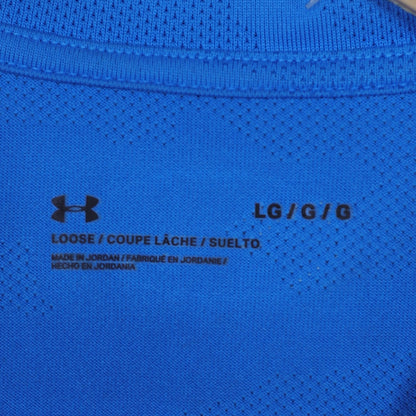 LG / G / G
LOOSE / COUPE LÂCHE / SUELTO
MADE IN JORDAN / FABRIQUÉ EN JORDANIE /
HECHO EN JORDANIA